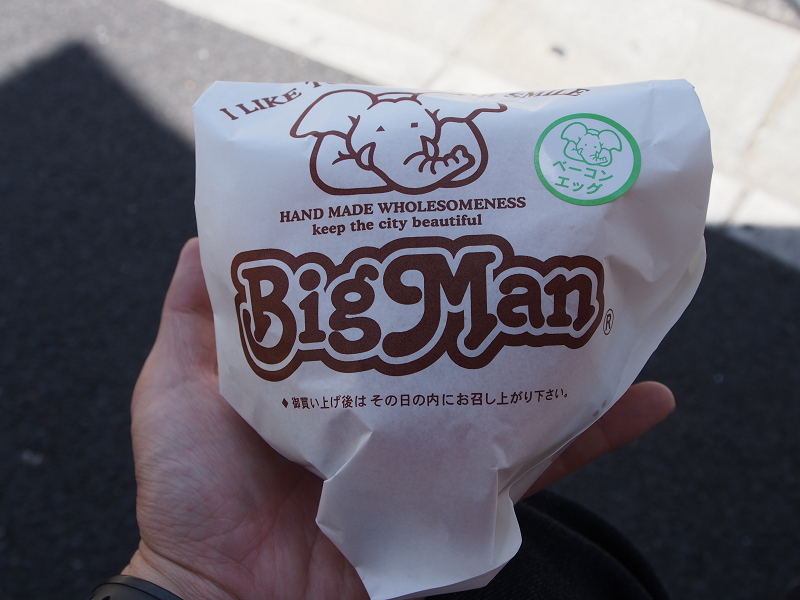 I LIKE
SMILE
ベーコン
エッグ
HAND MADE WHOLESOMENESS
keep the city beautiful
BigMan
®
♦御買い上げ後はその日の内にお召し上がり下さい。